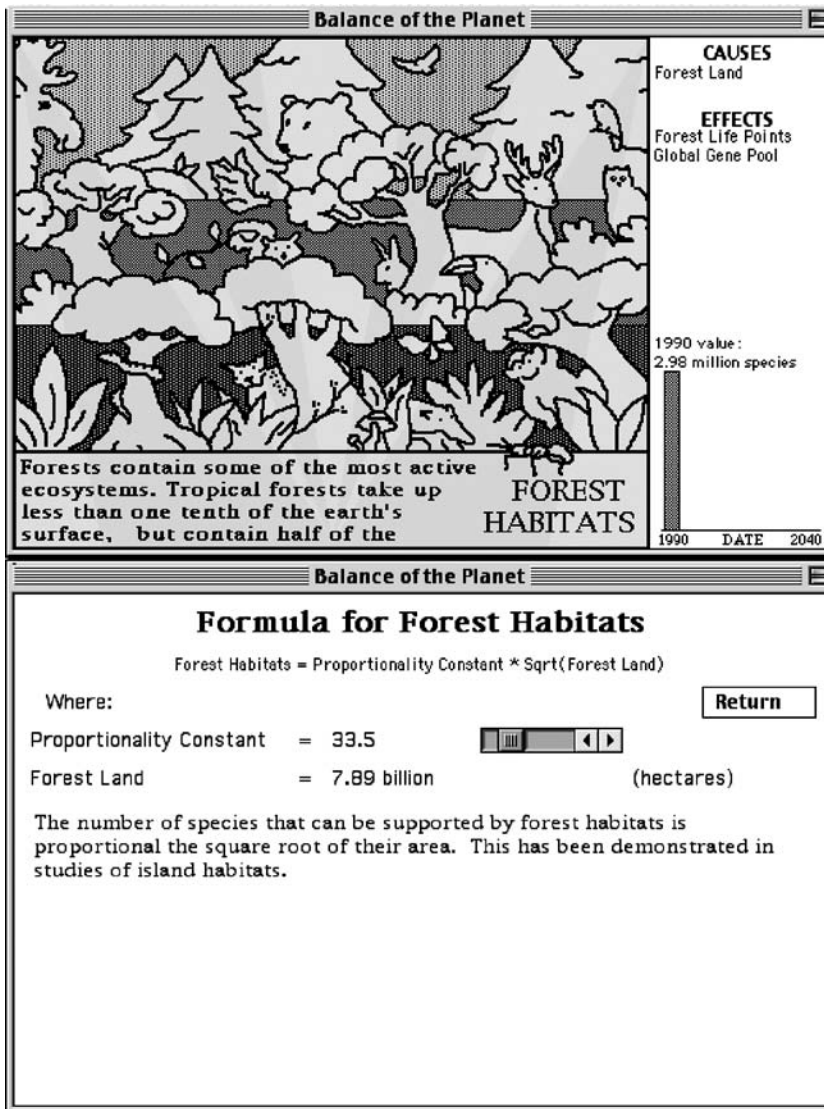 Balance of the Planet
CAUSES
Forest Land
EFFECTS
Forest Life Points
Global Gene Pool
1990 value:
2.98 million species
1990 DATE 2040
Forests contain some of the most active
ecosystems. Tropical forests take up
less than one tenth of the earth's
surface, but contain half of the
FOREST
HABITATS
Balance of the Planet
Formula for Forest Habitats
Forest Habitats = Proportionality Constant * Sqrt(Forest Land)
Where:
Return
Proportionality Constant = 33.5
Forest Land = 7.89 billion (hectares)
The number of species that can be supported by forest habitats is
proportional the square root of their area. This has been demonstrated in
studies of island habitats.